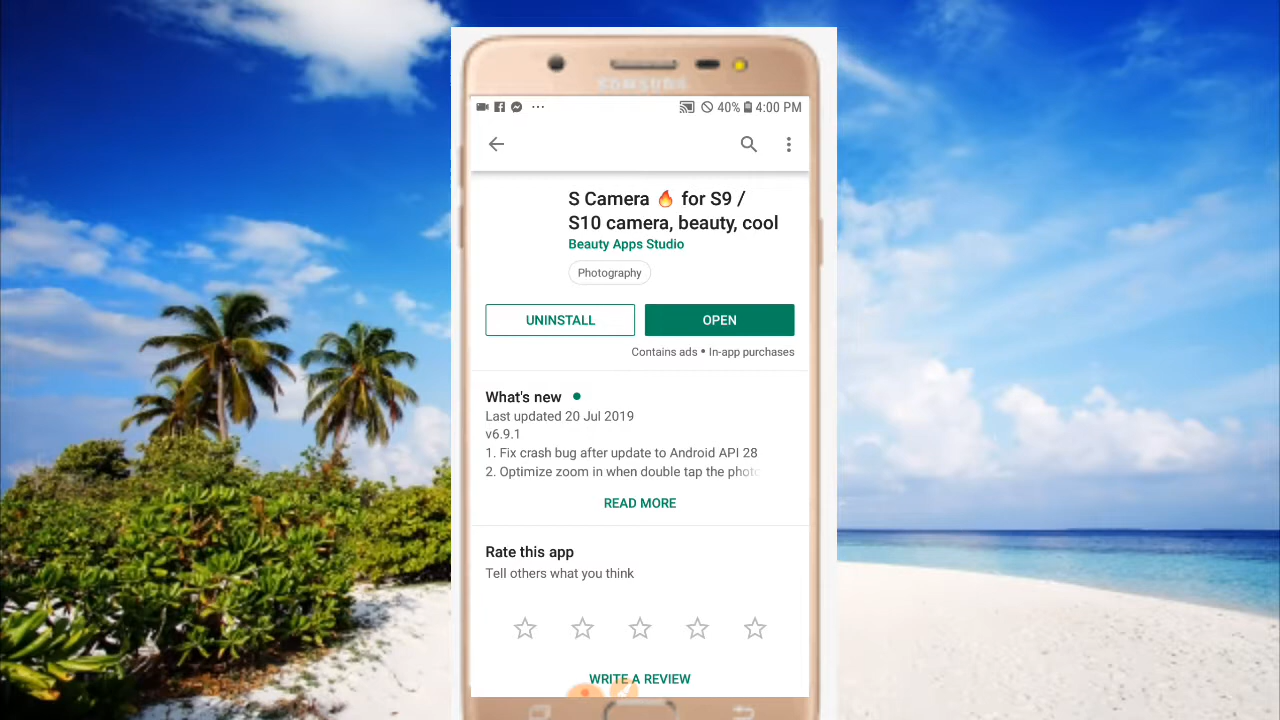 SAMSUNG
40% 4:00 PM
S Camera 🔥 for S9 /
S10 camera, beauty, cool
Beauty Apps Studio
Photography
UNINSTALL OPEN
Contains ads • In-app purchases
What's new
Last updated 20 Jul 2019
v6.9.1
1. Fix crash bug after update to Android API 28
2. Optimize zoom in when double tap the photo
READ MORE
Rate this app
Tell others what you think
WRITE A REVIEW